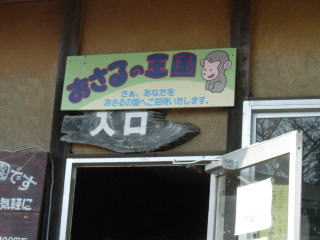 おさるの王国
さぁ、あなたを
おさるの国へご招待いたします。
入口
園です
気軽に